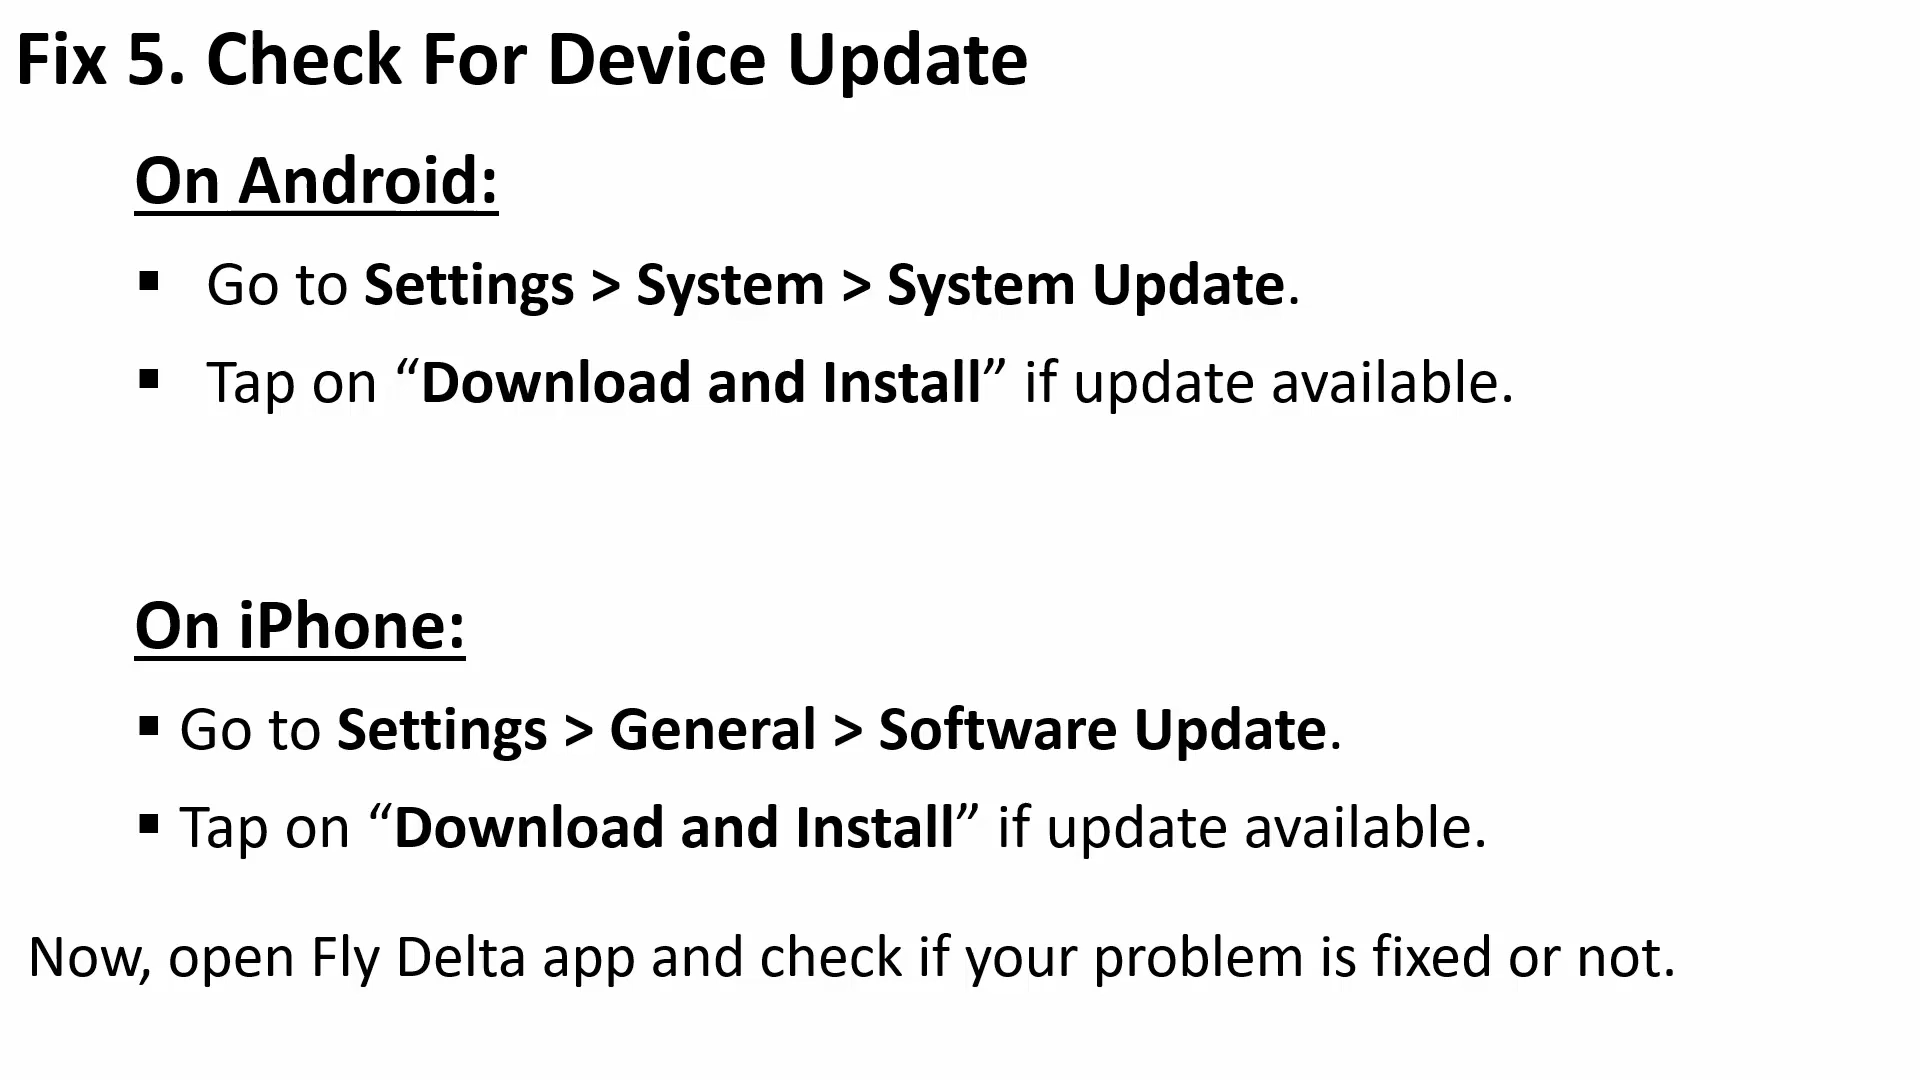 Fix 5. Check For Device Update
On Android:
▪ Go to Settings > System > System Update.
▪ Tap on “Download and Install” if update available.
On iPhone:
▪ Go to Settings > General > Software Update.
▪ Tap on “Download and Install” if update available.
Now, open Fly Delta app and check if your problem is fixed or not.